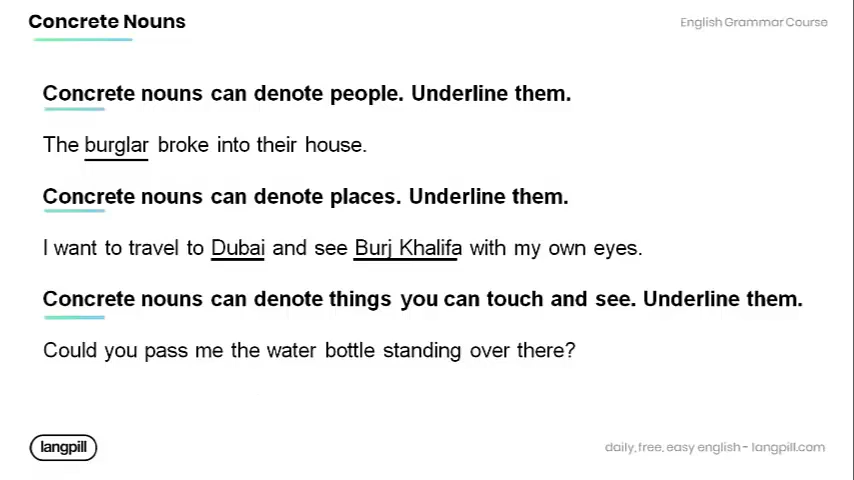 Concrete Nouns
English Grammar Course
Concrete nouns can denote people. Underline them.
The burglar broke into their house.
Concrete nouns can denote places. Underline them.
I want to travel to Dubai and see Burj Khalifa with my own eyes.
Concrete nouns can denote things you can touch and see. Underline them.
Could you pass me the water bottle standing over there?
langpill
daily, free, easy english - langpill.com